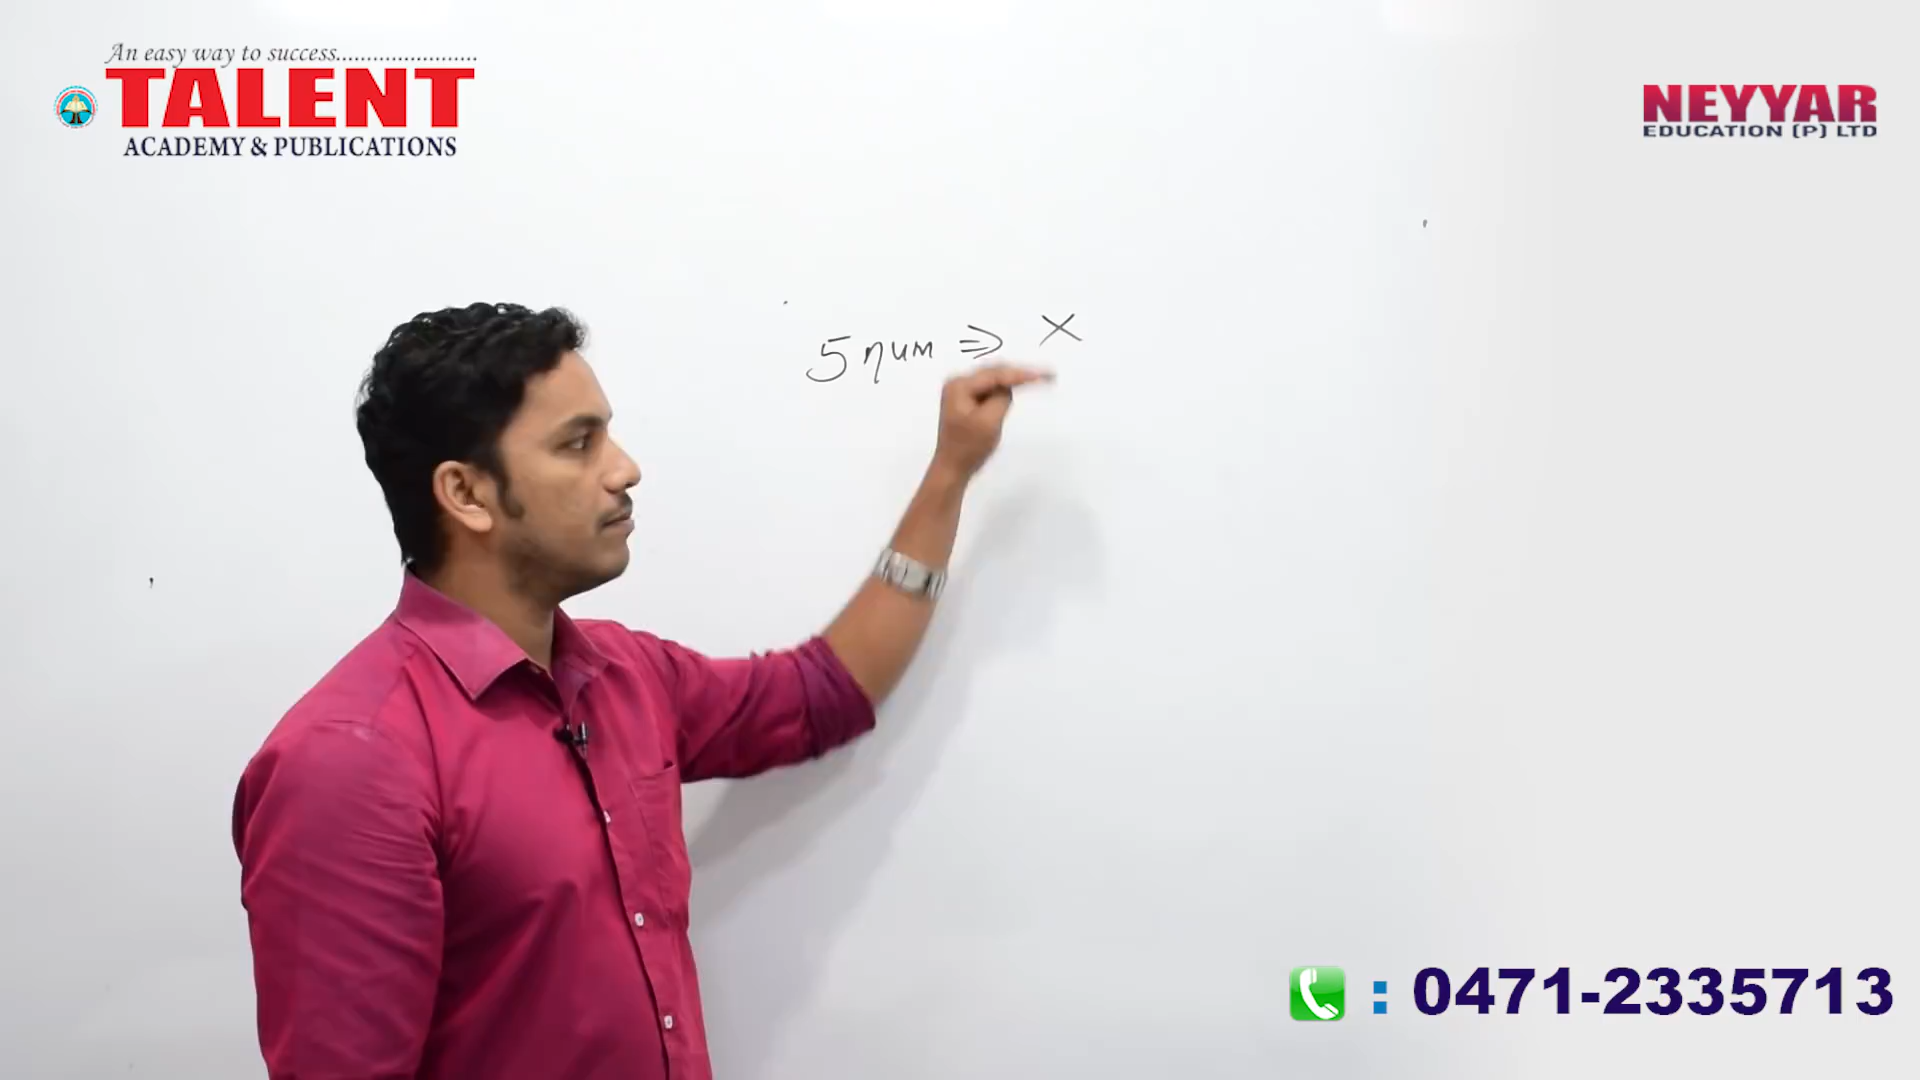 An easy way to success.......................
TALENT
ACADEMY & PUBLICATIONS
NEYYAR
EDUCATION (P) LTD
5 num ⇒ X
: 0471-2335713